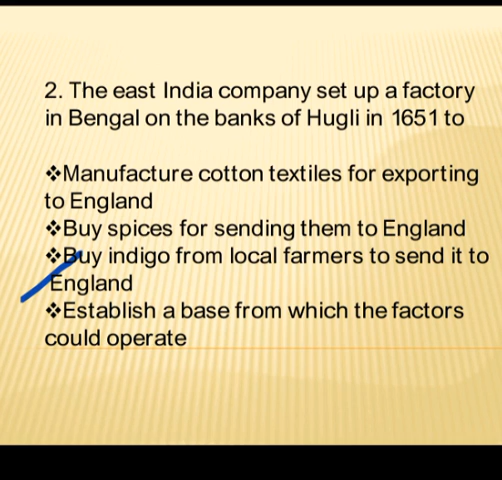 2. The east India company set up a factory
in Bengal on the banks of Hugli in 1651 to
❖Manufacture cotton textiles for exporting
to England
❖Buy spices for sending them to England
❖Buy indigo from local farmers to send it to
England
❖Establish a base from which the factors
could operate